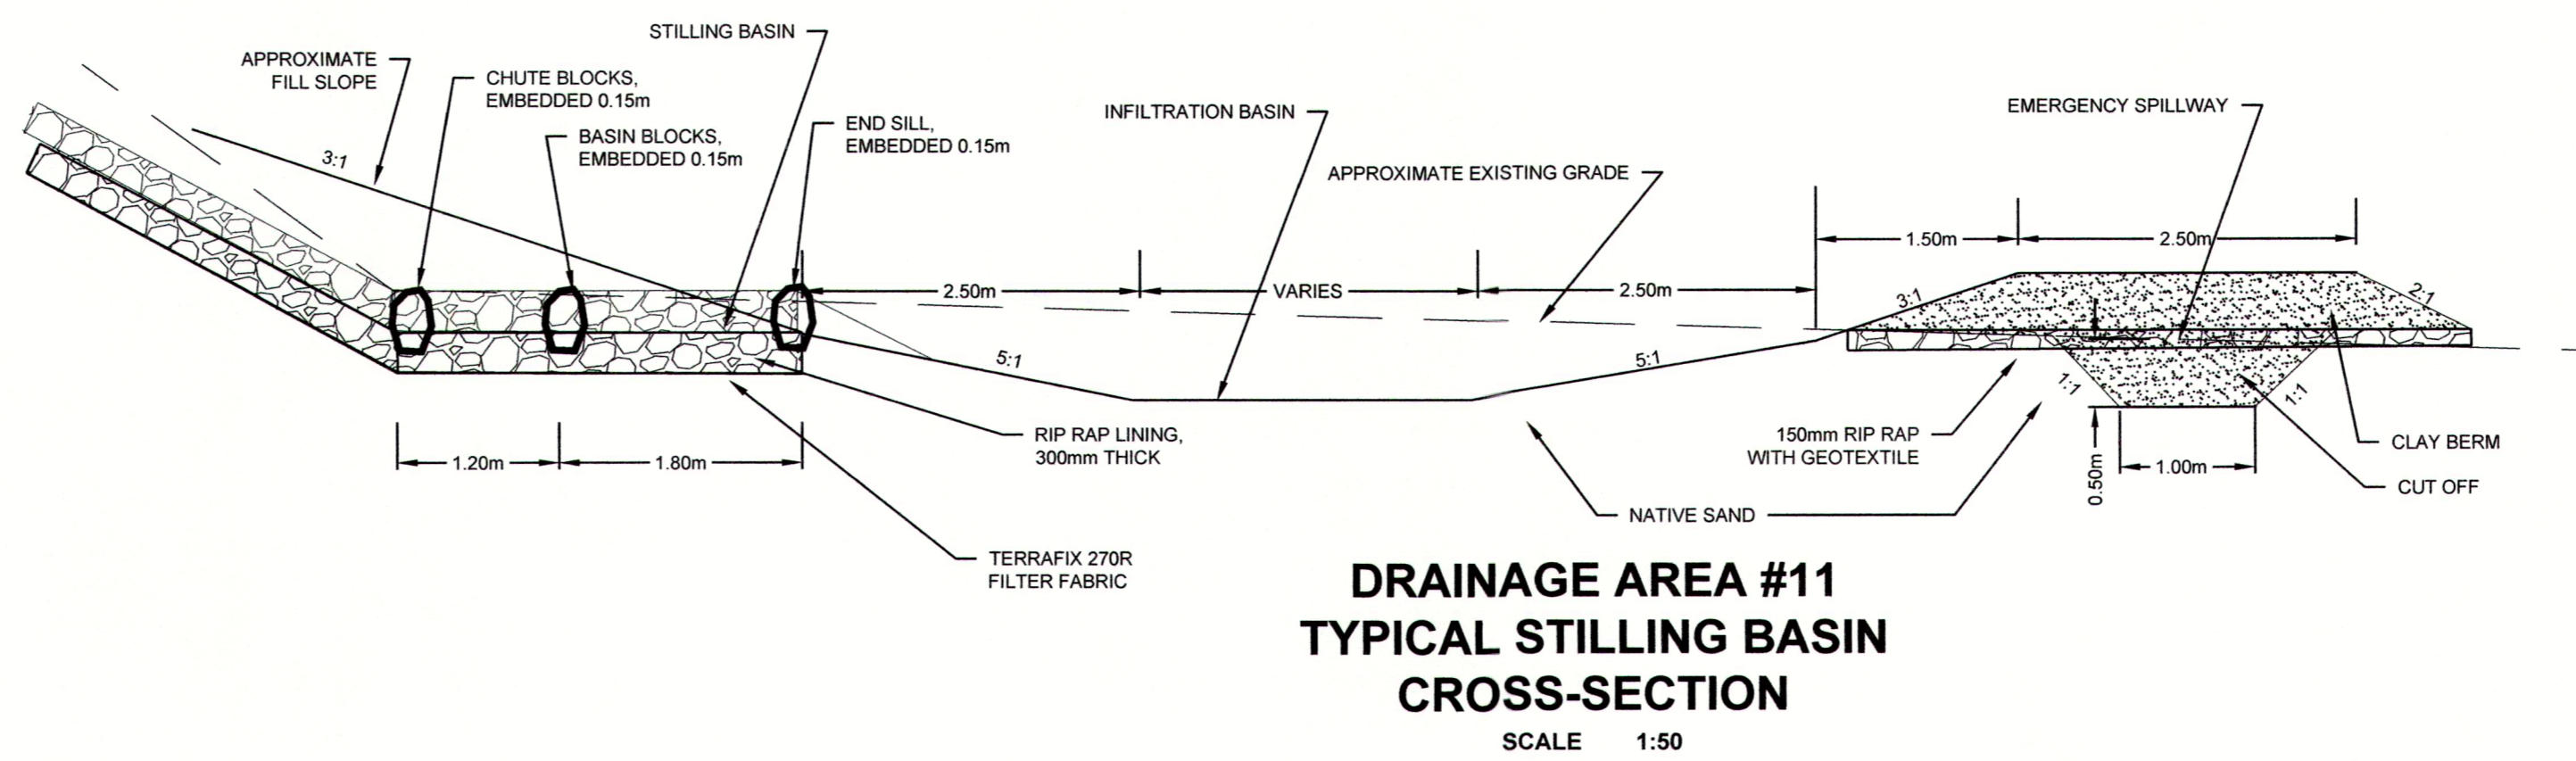 STILLING BASIN
APPROXIMATE
FILL SLOPE
CHUTE BLOCKS,
EMBEDDED 0.15m
BASIN BLOCKS,
EMBEDDED 0.15m
END SILL,
EMBEDDED 0.15m
INFILTRATION BASIN
APPROXIMATE EXISTING GRADE
EMERGENCY SPILLWAY
3:1
2.50m
VARIES
2.50m
1.50m
2.50m
3:1
2:1
5:1
5:1
1:1
1:1
1.20m
1.80m
RIP RAP LINING,
300mm THICK
150mm RIP RAP
WITH GEOTEXTILE
0.50m
1.00m
CLAY BERM
CUT OFF
NATIVE SAND
TERRAFIX 270R
FILTER FABRIC
DRAINAGE AREA #11
TYPICAL STILLING BASIN
CROSS-SECTION
SCALE 1:50